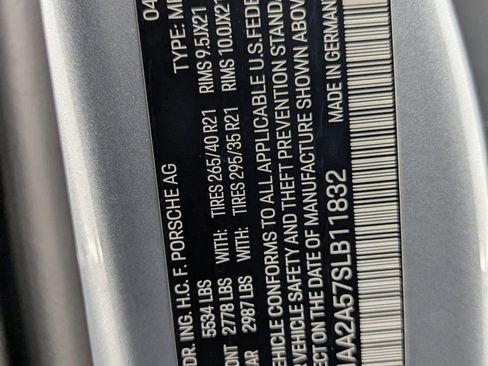 04
DR. ING. H.C. F. PORSCHE AG TYPE:
5534 LBS
2778 LBS WITH: TIRES 265/40 R21 RIMS 9.5JX21
2987 LBS WITH: TIRES 295/35 R21 RIMS 10.0JX21
VEHICLE CONFORMS TO ALL APPLICABLE U.S. FEDE
VEHICLE SAFETY AND THEFT PREVENTION STANDA
ECT ON THE DATE OF MANUFACTURE SHOWN ABOV
AA2A57SLB11832 MADE IN GERMAN